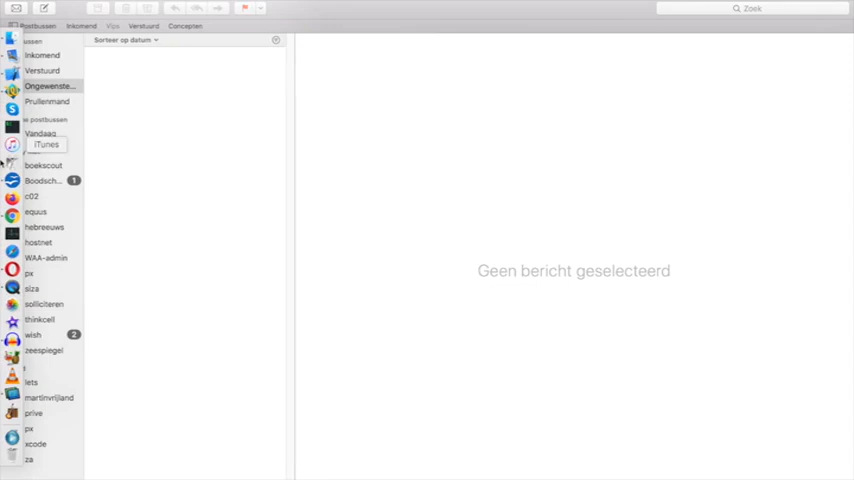 Zoek
Postbussen Inkomend Vips Verstuurd Concepten
ussen
Sorteer op datum
Inkomend
Verstuurd
Ongewenste...
Prullenmand
e postbussen
Vandaag
iTunes
boekscout
Boodsch... 1
c02
equus
hebreeuws
hostnet
WAA-admin
px
siza
solliciteren
thinkcell
wish 2
zeespiegel
lets
martinvrijland
prive
px
xcode
za
Geen bericht geselecteerd